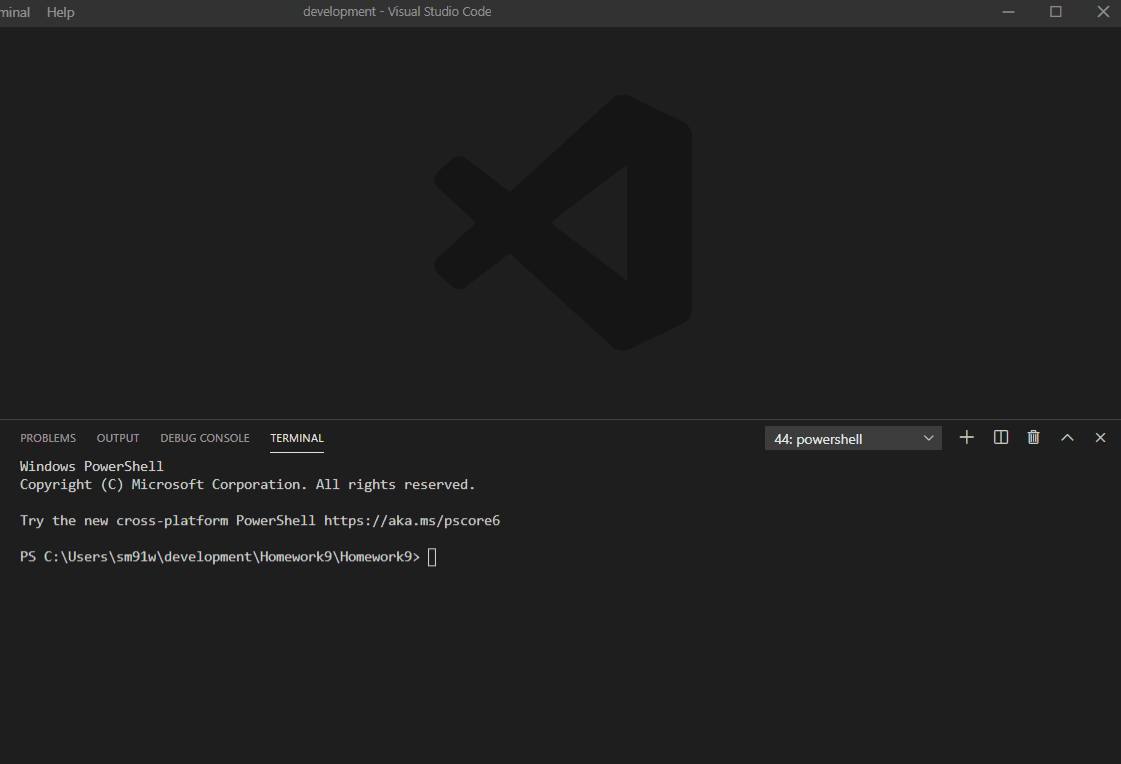 minal Help development - Visual Studio Code
PROBLEMS OUTPUT DEBUG CONSOLE TERMINAL 44: powershell
Windows PowerShell
Copyright (C) Microsoft Corporation. All rights reserved.
Try the new cross-platform PowerShell https://aka.ms/pscore6
PS C:\Users\sm91w\development\Homework9\Homework9>